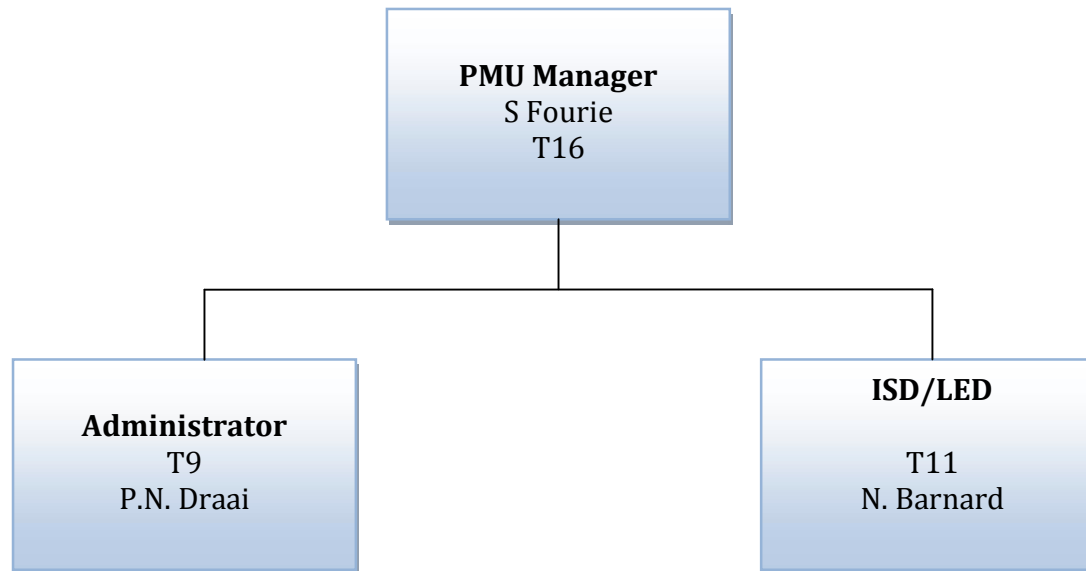 PMU Manager
S Fourie
T16
Administrator
T9
P.N. Draai
ISD/LED
T11
N. Barnard